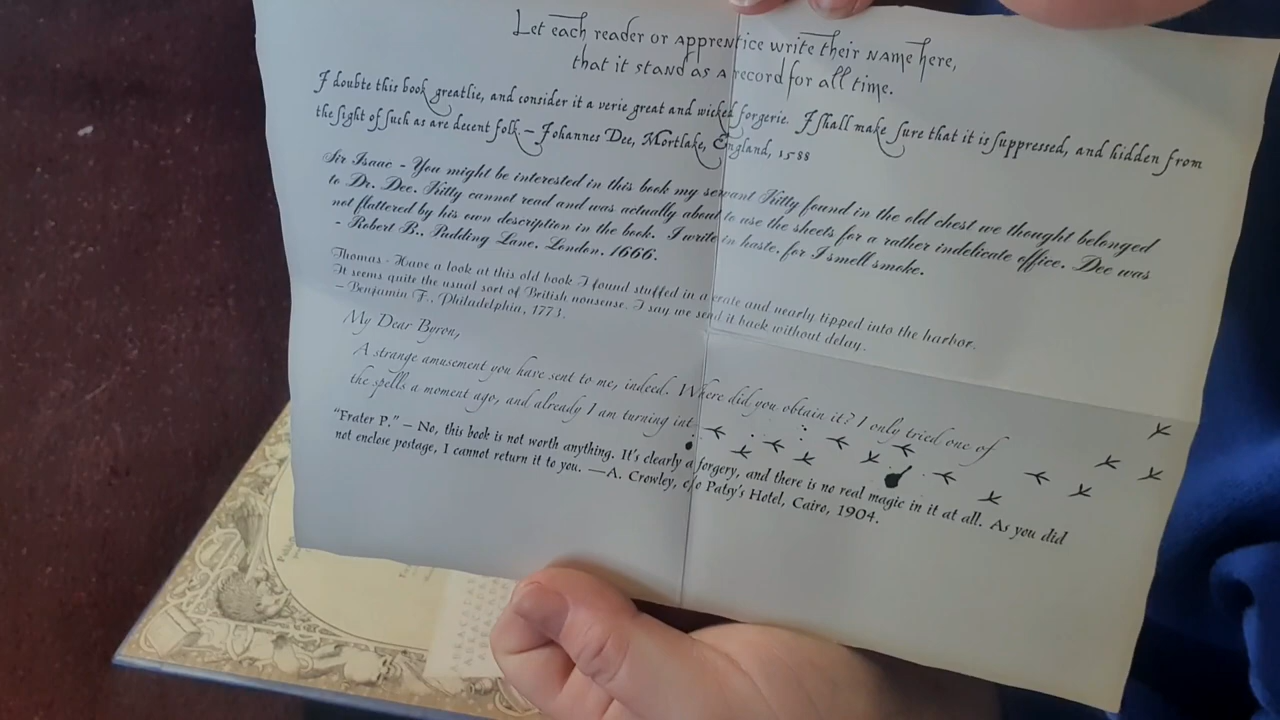 Let each reader or apprentice write their name here,
that it stand as a record for all time.
I doubte this book greatlie, and consider it a verie great and wicked forgerie. I shall make sure that it is suppressed, and hidden from
the sight of such as are decent folk.— Johannes Dee, Mortlake, England, 1588
Sir Isaac - You might be interested in this book my servant Kitty found in the old chest we thought belonged
to Dr. Dee. Kitty cannot read and was actually about to use the sheets for a rather indelicate office. Dee was
not flattered by his own description in the book. I write in haste, for I smell smoke.
- Robert B., Pudding Lane, London, 1666.
Thomas - Have a look at this old book I found stuffed in a crate and nearly tipped into the harbor.
It seems quite the usual sort of British nonsense. I say we send it back without delay.
– Benjamin F., Philadelphia, 1773.
My Dear Byron,
A strange amusement you have sent to me, indeed. Where did you obtain it? I only tried one of
the spells a moment ago, and already I am turning int
"Frater P." — No, this book is not worth anything. It's clearly a forgery, and there is no real magic in it at all. As you did
not enclose postage, I cannot return it to you. —A. Crowley, c/o Patsy's Hotel, Cairo, 1904.